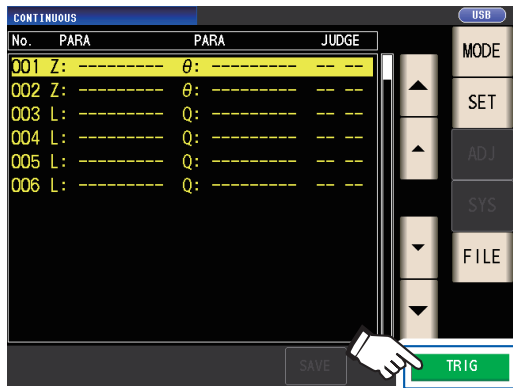 CONTINUOUS
USB
No. PARA PARA JUDGE
001 Z: --------- θ: --------- -- --
002 Z: --------- θ: --------- -- --
003 L: --------- Q: --------- -- --
004 L: --------- Q: --------- -- --
005 L: --------- Q: --------- -- --
006 L: --------- Q: --------- -- --
MODE
SET
ADJ
SYS
FILE
SAVE
TRIG